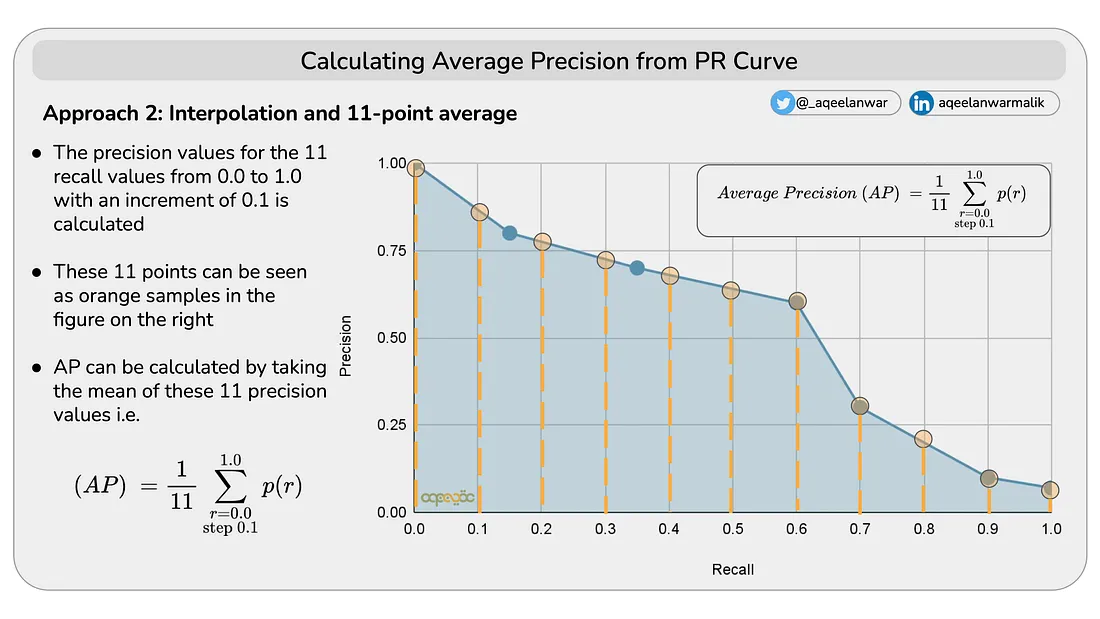 Calculating Average Precision from PR Curve
Approach 2: Interpolation and 11-point average
@_aqeelanwar
aqeelanwarmalik
● The precision values for the 11
recall values from 0.0 to 1.0
with an increment of 0.1 is
calculated
● These 11 points can be seen
as orange samples in the
figure on the right
● AP can be calculated by taking
the mean of these 11 precision
values i.e.
(AP) = 1/11 ∑ p(r)
1.0
r=0.0
step 0.1
Average Precision (AP) = 1/11 ∑ p(r)
1.0
r=0.0
step 0.1
Precision
1.00
0.75
0.50
0.25
0.00
0.0 0.1 0.2 0.3 0.4 0.5 0.6 0.7 0.8 0.9 1.0
Recall